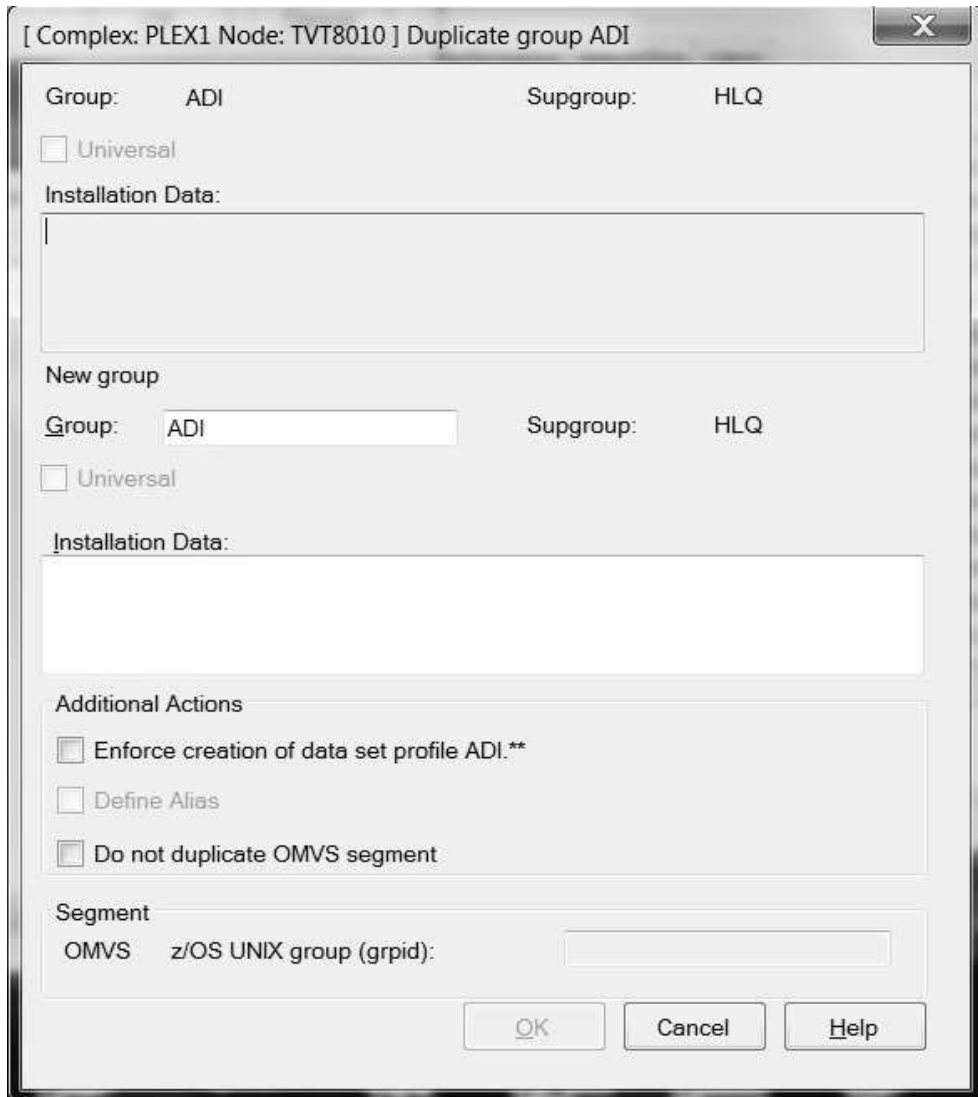 [ Complex: PLEX1 Node: TVT8010 ] Duplicate group ADI
X
Group: ADI Supgroup: HLQ
Universal
Installation Data:
New group
Group: ADI Supgroup: HLQ
Universal
Installation Data:
Additional Actions
Enforce creation of data set profile ADI.**
Define Alias
Do not duplicate OMVS segment
Segment
OMVS z/OS UNIX group (grpid):
OK Cancel Help